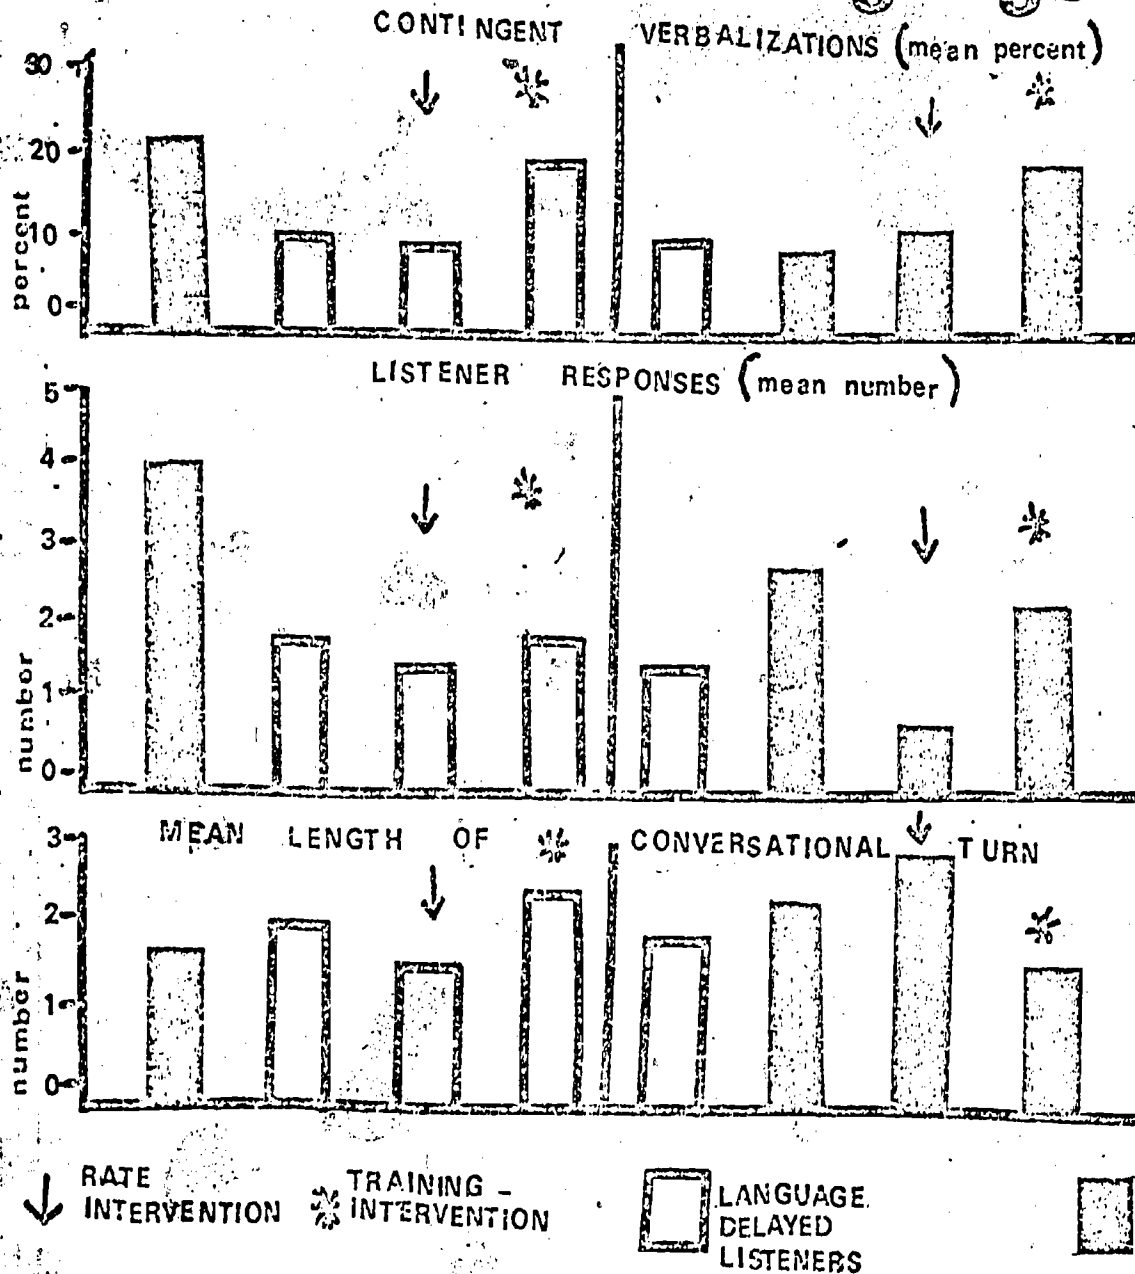 CONTINGENT VERBALIZATIONS (mean percent)
30
20
10
0
percent
LISTENER RESPONSES (mean number)
5
4
3
2
1
0
number
MEAN LENGTH OF CONVERSATIONAL TURN
3
2
1
0
number
RATE
INTERVENTION
TRAINING -
INTERVENTION
LANGUAGE
DELAYED
LISTENERS